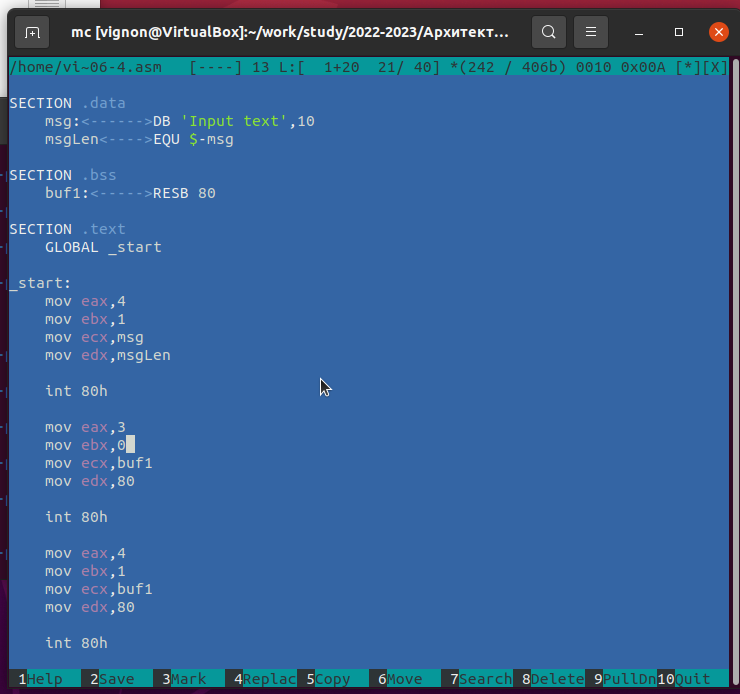 mc [vignon@VirtualBox]:~/work/study/2022-2023/Архитект...
/home/vi~06-4.asm   [----] 13 L:[  1+20  21/ 40] *(242 / 406b) 0010 0x00A [*][X]
SECTION .data
    msg:<------>DB 'Input text',10
    msgLen<---->EQU $-msg
SECTION .bss
    buf1:<----->RESB 80
SECTION .text
    GLOBAL _start
_start:
    mov eax,4
    mov ebx,1
    mov ecx,msg
    mov edx,msgLen
    int 80h
    mov eax,3
    mov ebx,0
    mov ecx,buf1
    mov edx,80
    int 80h
    mov eax,4
    mov ebx,1
    mov ecx,buf1
    mov edx,80
    int 80h
1Help 2Save 3Mark 4Replac 5Copy 6Move 7Search 8Delete 9PullDn 10Quit